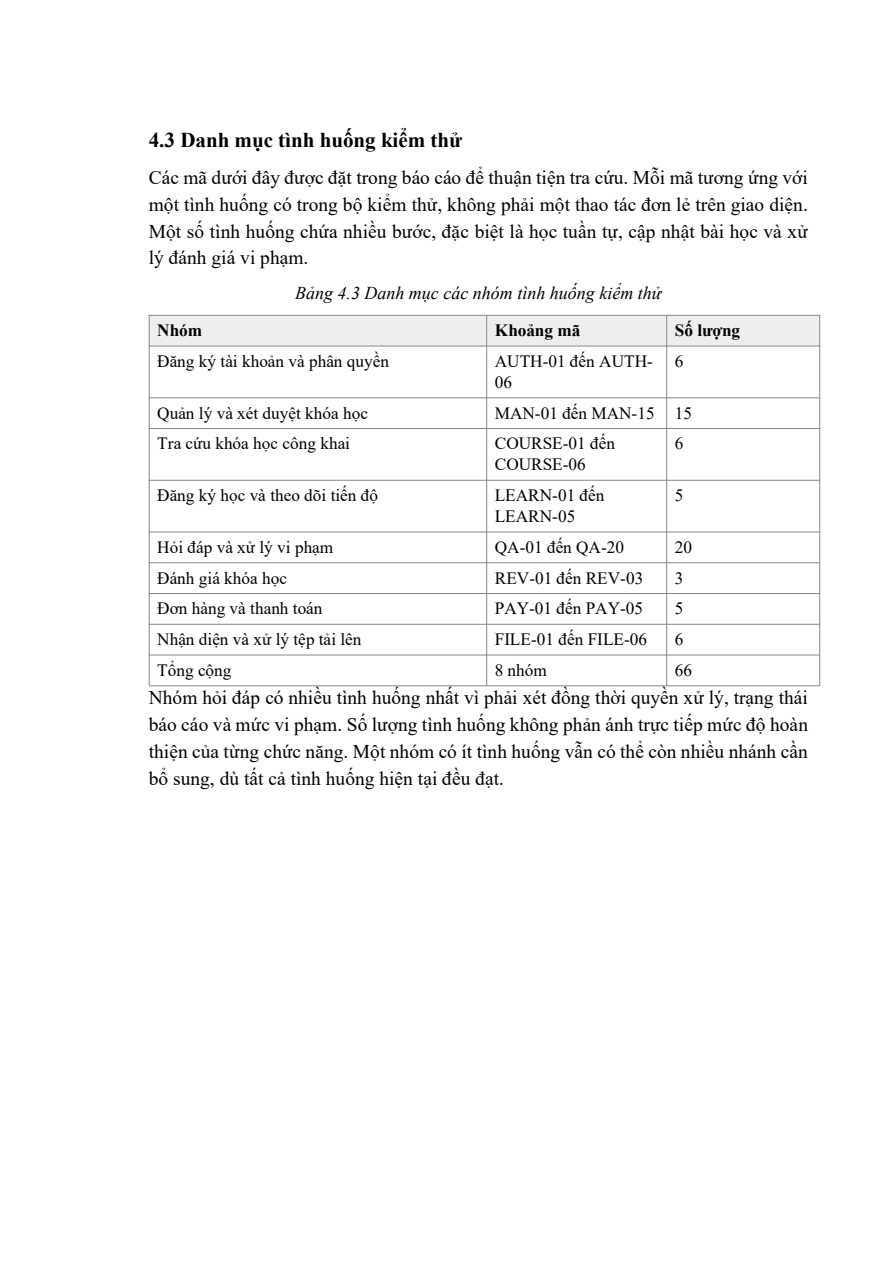 4.3 Danh mục tình huống kiểm thử
Các mã dưới đây được đặt trong báo cáo để thuận tiện tra cứu. Mỗi mã tương ứng với
một tình huống có trong bộ kiểm thử, không phải một thao tác đơn lẻ trên giao diện.
Một số tình huống chứa nhiều bước, đặc biệt là học tuần tự, cập nhật bài học và xử
lý đánh giá vi phạm.
Bảng 4.3 Danh mục các nhóm tình huống kiểm thử
Nhóm Khoảng mã Số lượng
Đăng ký tài khoản và phân quyền AUTH-01 đến AUTH- 6
06
Quản lý và xét duyệt khóa học MAN-01 đến MAN-15 15
Tra cứu khóa học công khai COURSE-01 đến 6
COURSE-06
Đăng ký học và theo dõi tiến độ LEARN-01 đến 5
LEARN-05
Hỏi đáp và xử lý vi phạm QA-01 đến QA-20 20
Đánh giá khóa học REV-01 đến REV-03 3
Đơn hàng và thanh toán PAY-01 đến PAY-05 5
Nhận diện và xử lý tệp tải lên FILE-01 đến FILE-06 6
Tổng cộng 8 nhóm 66
Nhóm hỏi đáp có nhiều tình huống nhất vì phải xét đồng thời quyền xử lý, trạng thái
báo cáo và mức vi phạm. Số lượng tình huống không phản ánh trực tiếp mức độ hoàn
thiện của từng chức năng. Một nhóm có ít tình huống vẫn có thể còn nhiều nhánh cần
bổ sung, dù tất cả tình huống hiện tại đều đạt.